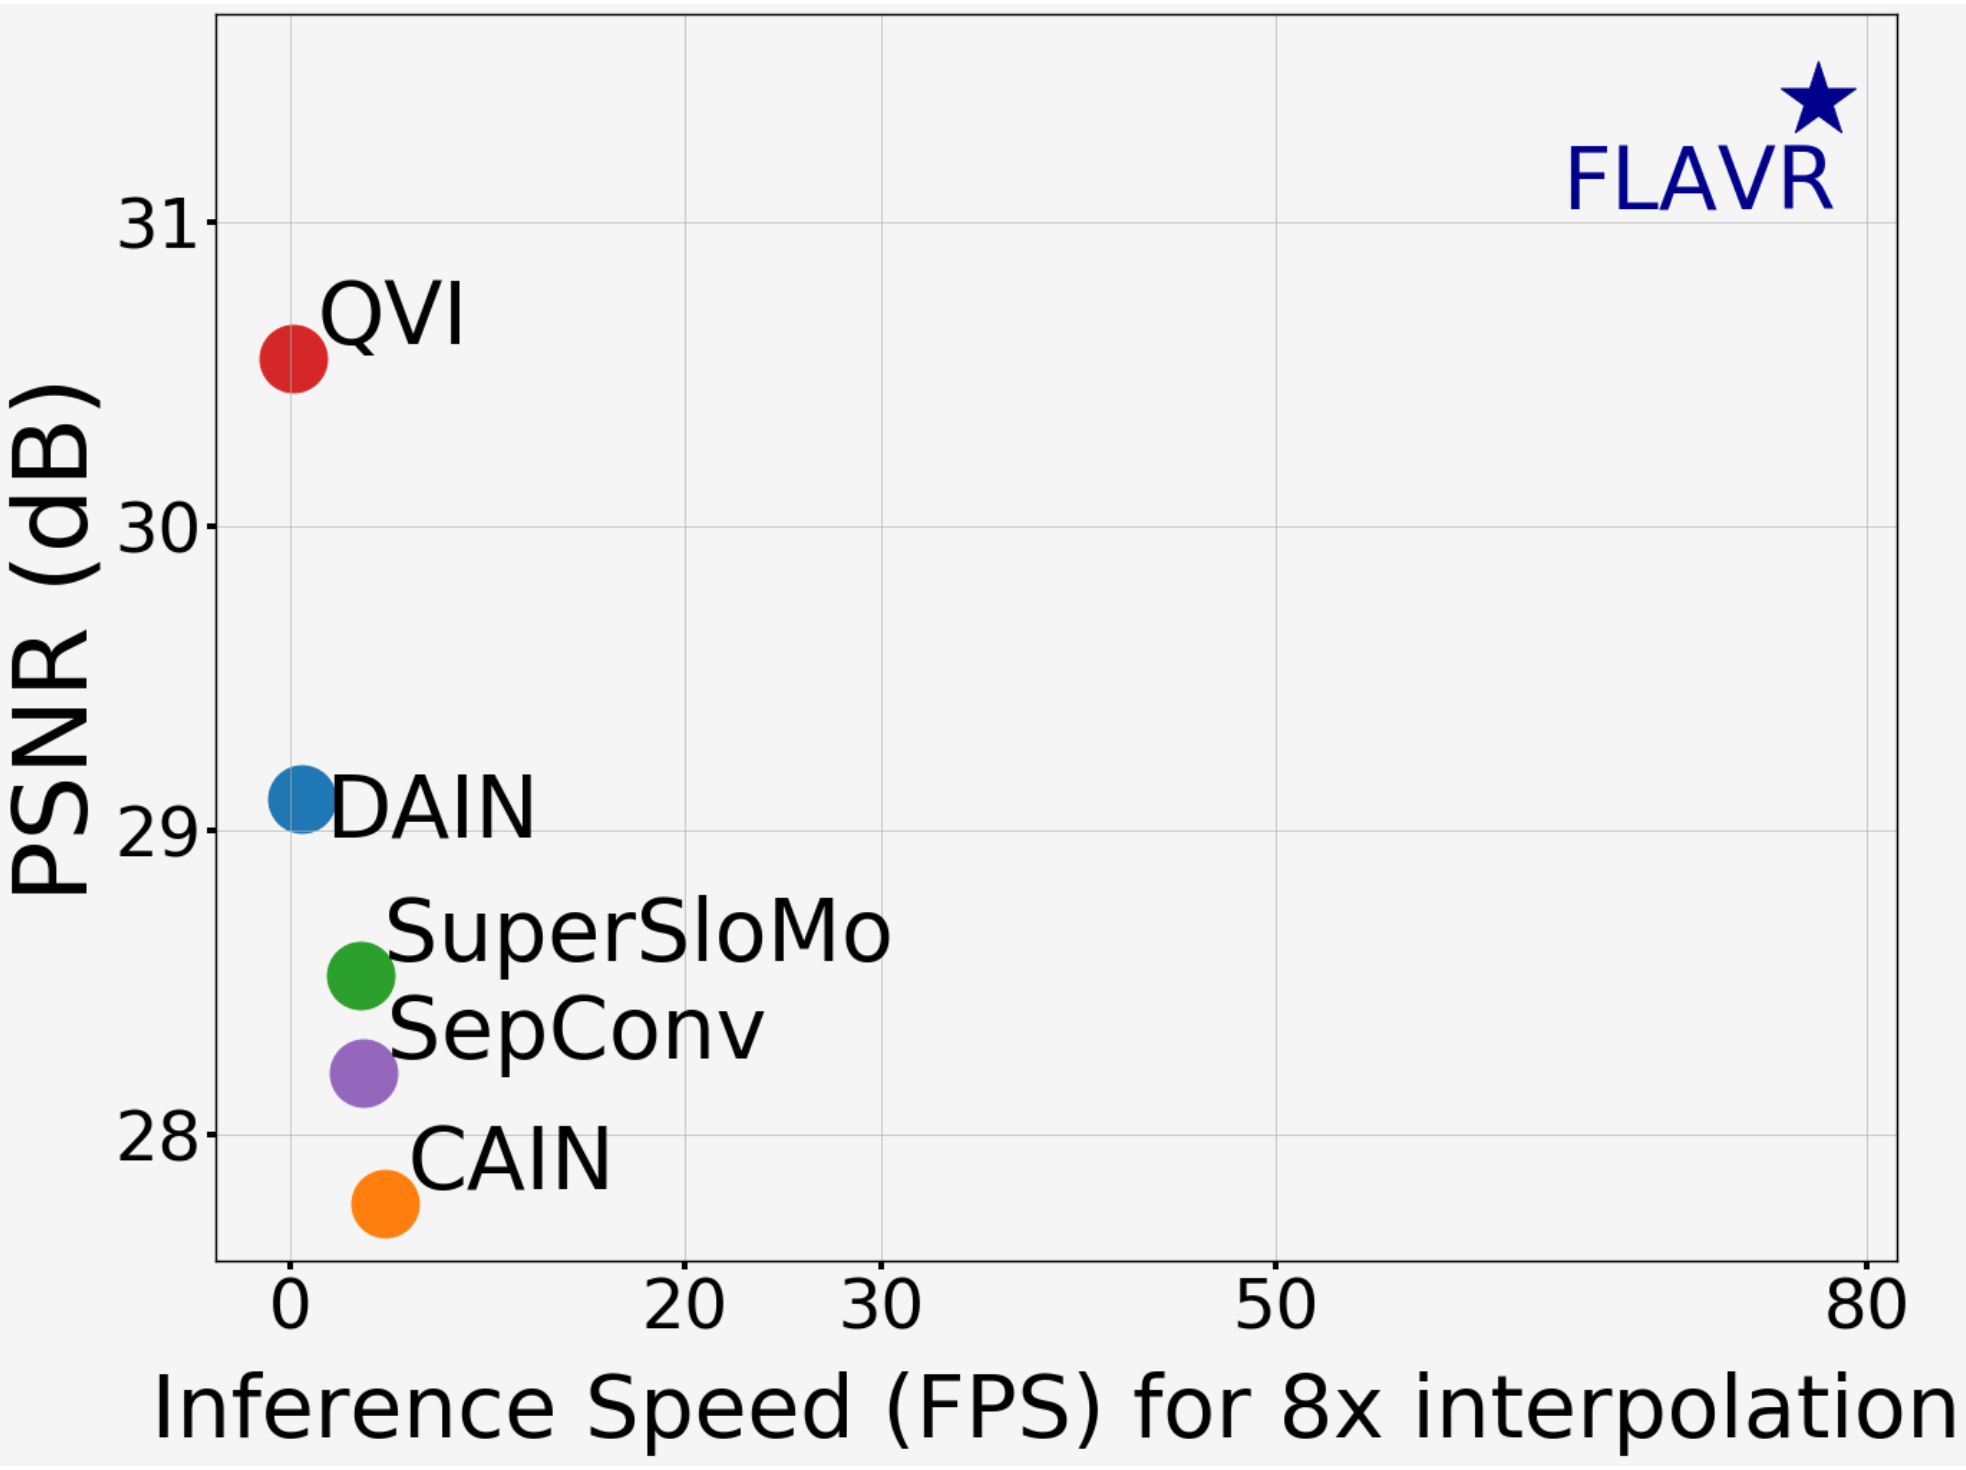 FLAVR
31
QVI
30
PSNR (dB)
DAIN
29
SuperSloMo
SepConv
28
CAIN
0 20 30 50 80
Inference Speed (FPS) for 8x interpolation